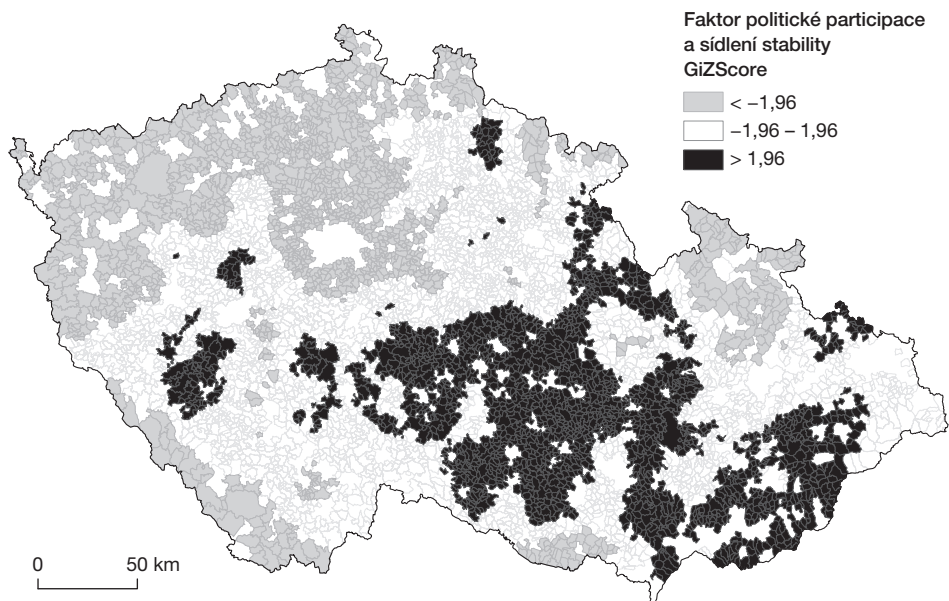 Faktor politické participace
a sídlení stability
GiZScore
< −1,96
−1,96 – 1,96
> 1,96
0 50 km